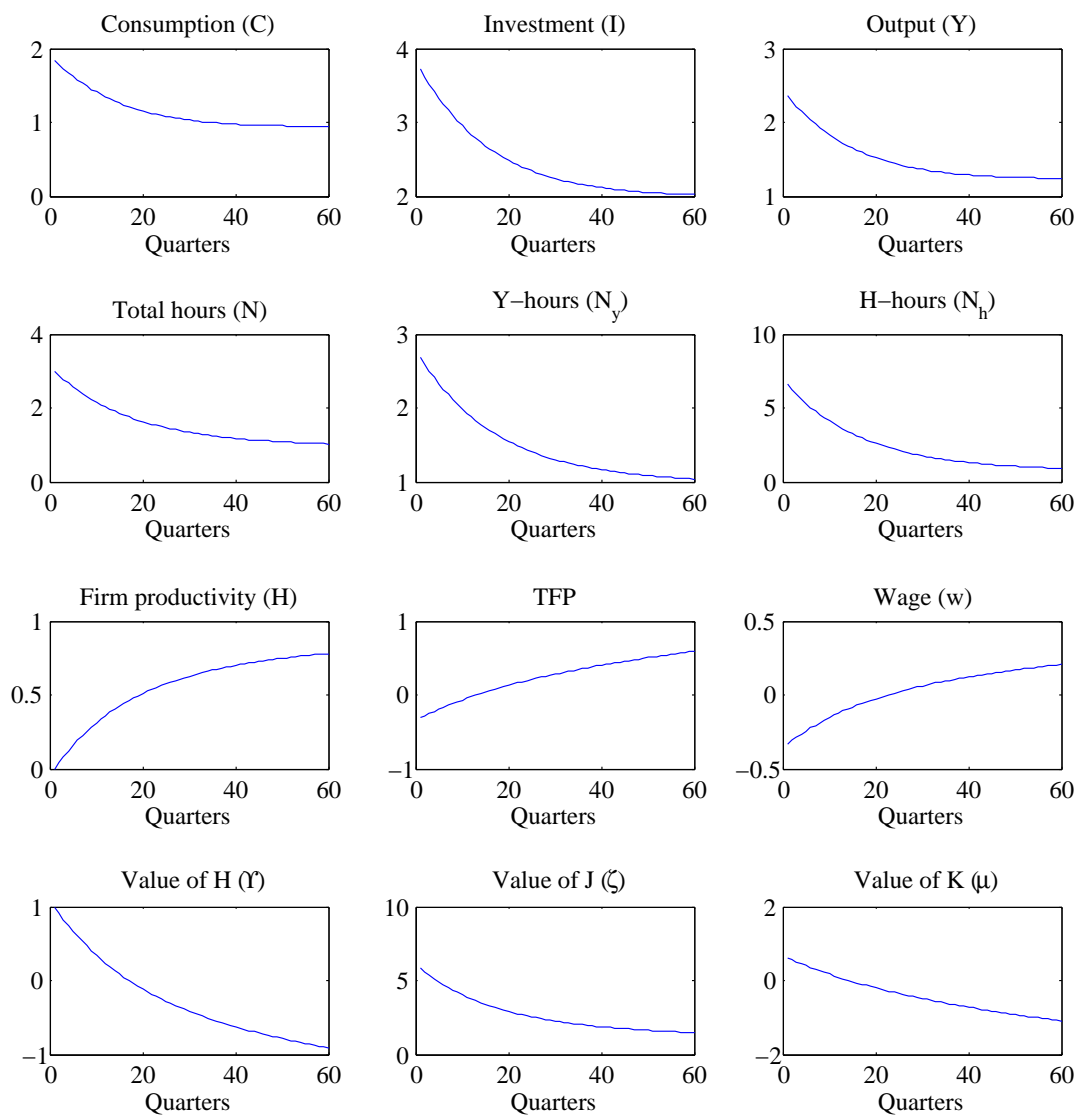 Consumption (C) Investment (I) Output (Y)
2 4 3
1 3 2
0 2 1
0 20 40 60 0 20 40 60 0 20 40 60
Quarters Quarters Quarters
Total hours (N) Y−hours (N_y) H−hours (N_h)
4 3 10
2 2 5
0 1 0
0 20 40 60 0 20 40 60 0 20 40 60
Quarters Quarters Quarters
Firm productivity (H) TFP Wage (w)
1 1 0.5
0.5 0 0
0 −1 −0.5
0 20 40 60 0 20 40 60 0 20 40 60
Quarters Quarters Quarters
Value of H (ϒ) Value of J (ζ) Value of K (μ)
1 10 2
0 5 0
−1 0 −2
0 20 40 60 0 20 40 60 0 20 40 60
Quarters Quarters Quarters